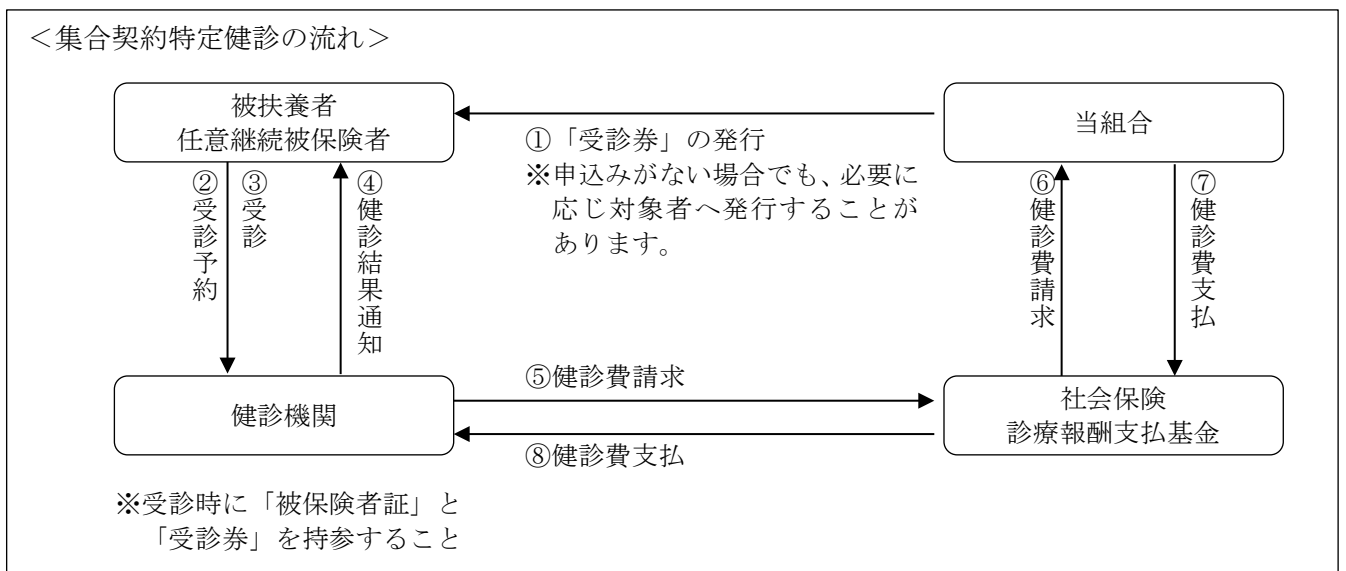 ＜集合契約特定健診の流れ＞
被扶養者
任意継続被保険者
当組合
①「受診券」の発行
※申込みがない場合でも、必要に
応じ対象者へ発行することが
あります。
②受診予約
③受診
④健診結果通知
⑥健診費請求
⑦健診費支払
健診機関
⑤健診費請求
⑧健診費支払
社会保険
診療報酬支払基金
※受診時に「被保険者証」と
「受診券」を持参すること